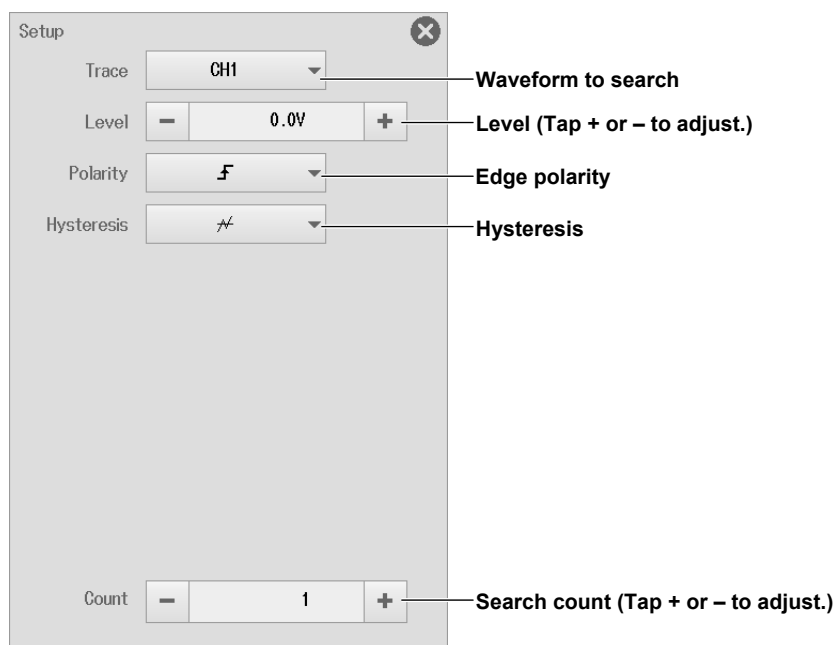 Setup
Trace CH1 Waveform to search
Level − 0.0V + Level (Tap + or – to adjust.)
Polarity Edge polarity
Hysteresis Hysteresis
Count − 1 + Search count (Tap + or – to adjust.)